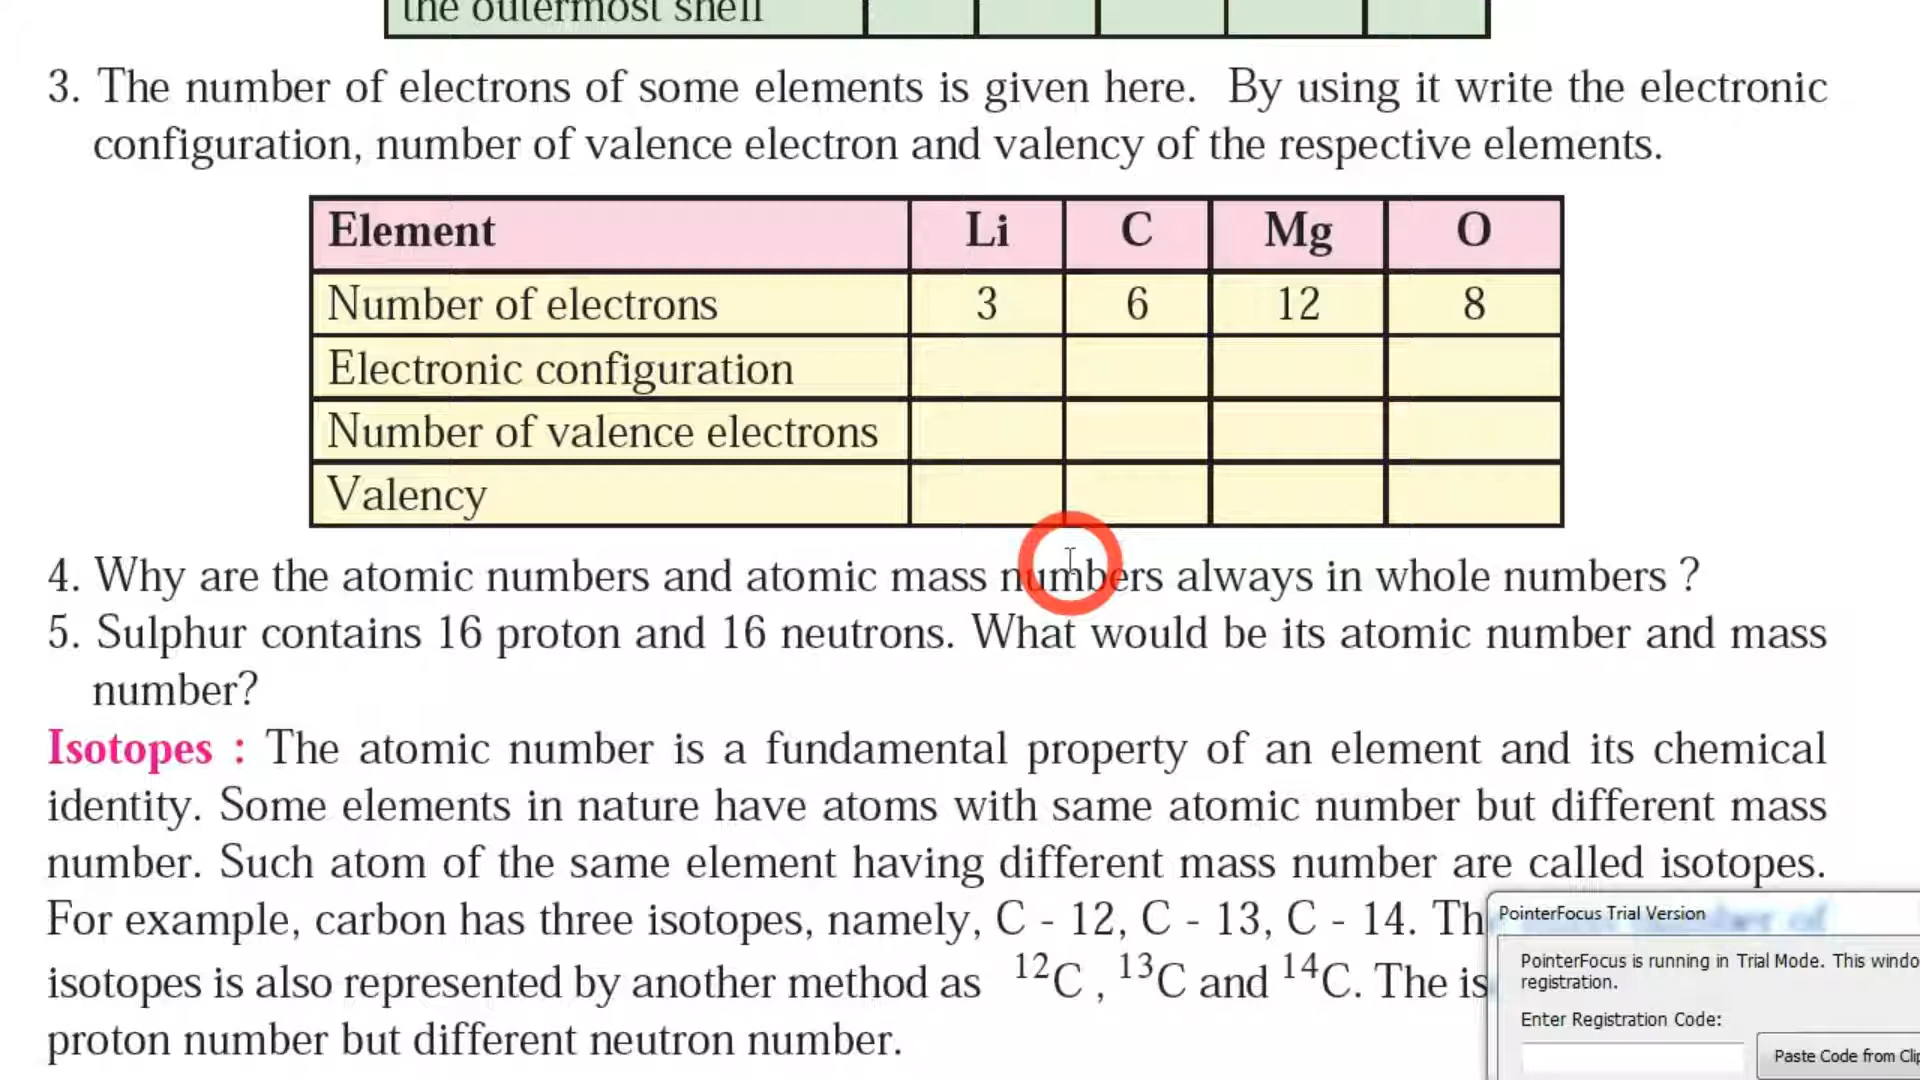 the outermost shell
3. The number of electrons of some elements is given here. By using it write the electronic
configuration, number of valence electron and valency of the respective elements.
Element Li C Mg O
Number of electrons 3 6 12 8
Electronic configuration
Number of valence electrons
Valency
4. Why are the atomic numbers and atomic mass numbers always in whole numbers ?
5. Sulphur contains 16 proton and 16 neutrons. What would be its atomic number and mass
number?
Isotopes : The atomic number is a fundamental property of an element and its chemical
identity. Some elements in nature have atoms with same atomic number but different mass
number. Such atom of the same element having different mass number are called isotopes.
For example, carbon has three isotopes, namely, C - 12, C - 13, C - 14. Th
isotopes is also represented by another method as ¹²C , ¹³C and ¹⁴C. The is
proton number but different neutron number.
PointerFocus Trial Version
PointerFocus is running in Trial Mode. This windo
registration.
Enter Registration Code:
Paste Code from Clip